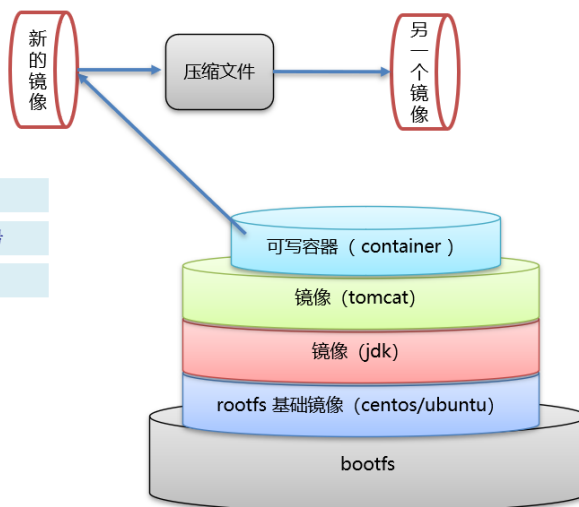 新的镜像
压缩文件
另一个镜像
可写容器（ container ）
镜像（tomcat）
镜像（jdk）
rootfs 基础镜像（centos/ubuntu）
bootfs